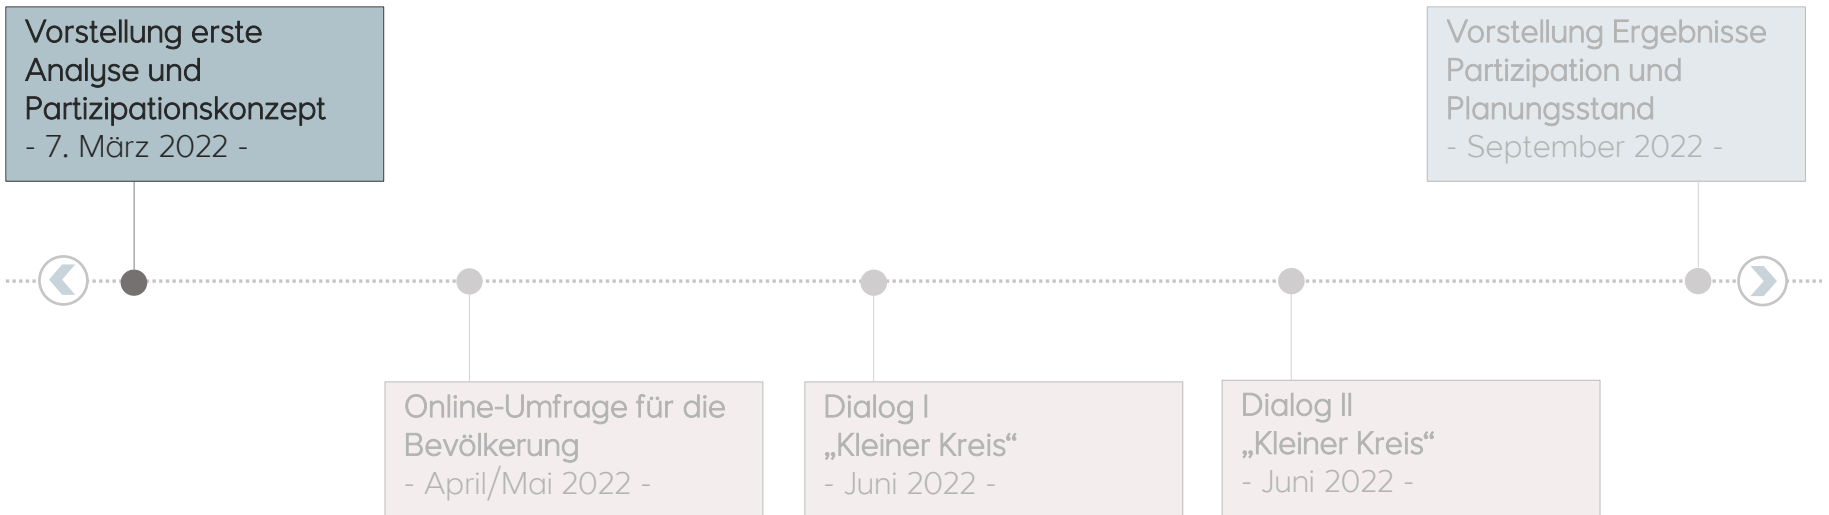 Vorstellung erste
Analyse und
Partizipationskonzept
- 7. März 2022 -
Vorstellung Ergebnisse
Partizipation und
Planungsstand
- September 2022 -
Online-Umfrage für die
Bevölkerung
- April/Mai 2022 -
Dialog I
„Kleiner Kreis“
- Juni 2022 -
Dialog II
„Kleiner Kreis“
- Juni 2022 -